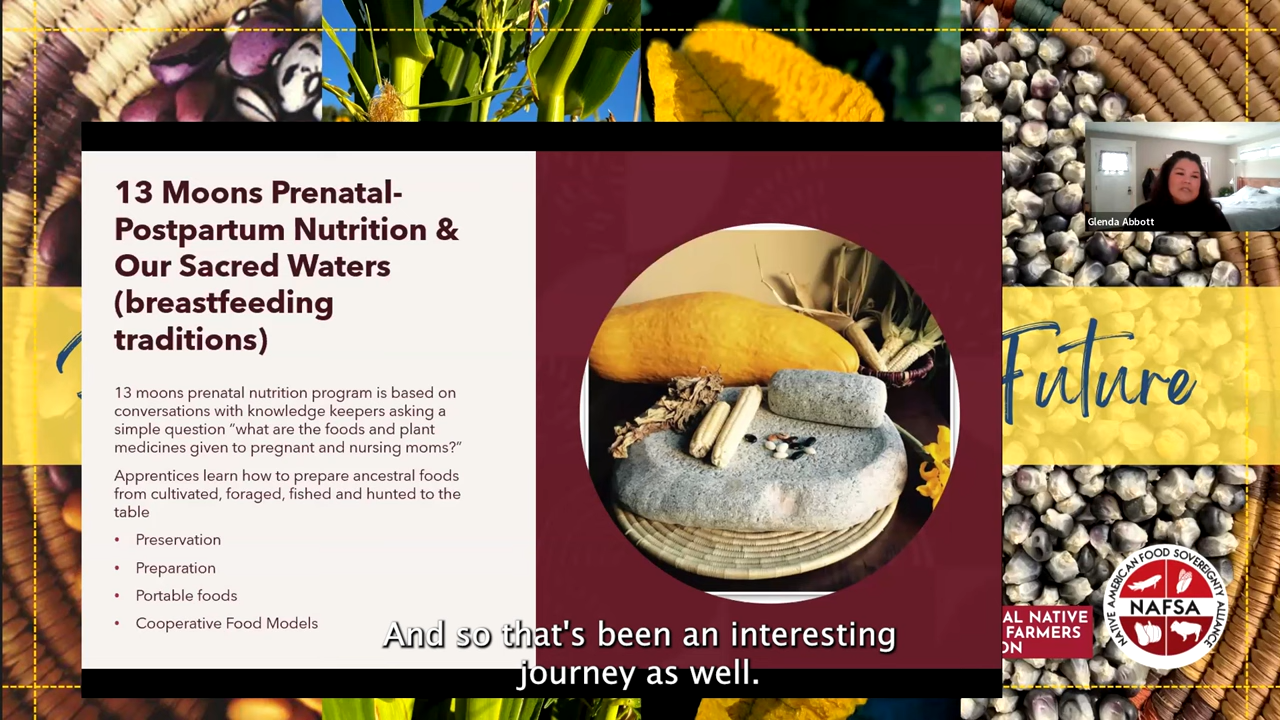 13 Moons Prenatal-
Postpartum Nutrition &
Our Sacred Waters
(breastfeeding
traditions)
13 moons prenatal nutrition program is based on
conversations with knowledge keepers asking a
simple question “what are the foods and plant
medicines given to pregnant and nursing moms?”
Apprentices learn how to prepare ancestral foods
from cultivated, foraged, fished and hunted to the
table
• Preservation
• Preparation
• Portable foods
• Cooperative Food Models
Glenda Abbott
Future
AL NATIVE
FARMERS
ON
NATIVE AMERICAN FOOD SOVEREIGNTY ALLIANCE
NAFSA
And so that's been an interesting
journey as well.